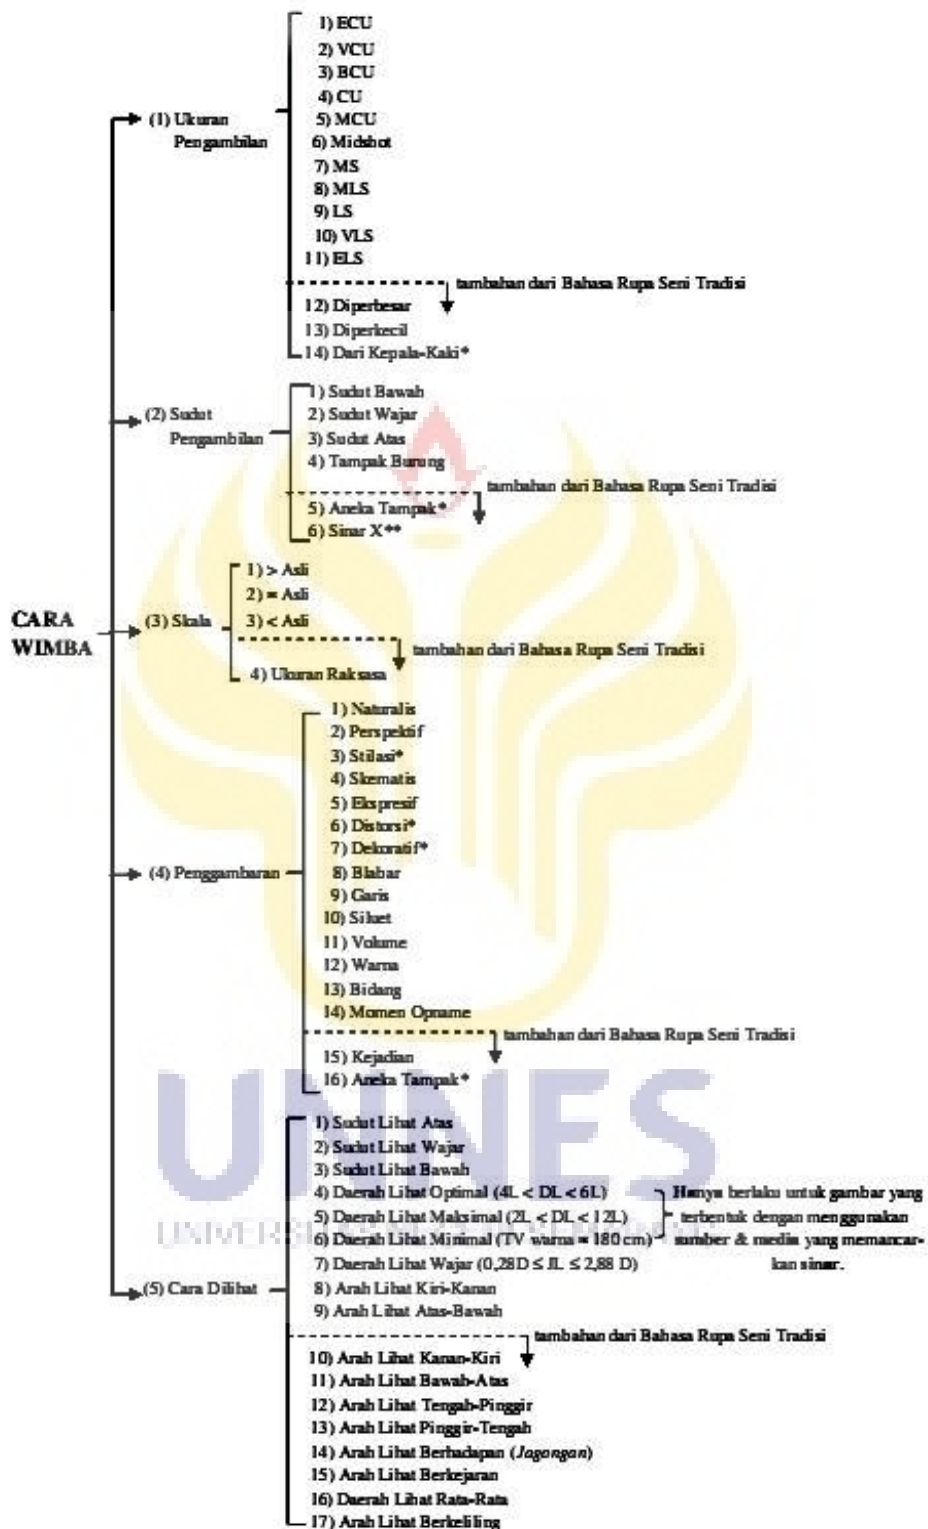 1) ECU
2) VCU
3) BCU
4) CU
(1) Ukuran
Pengambilan
5) MCU
6) Midshot
7) MS
8) MLS
9) LS
10) VLS
11) ELS
tambahan dari Bahasa Rupa Seni Tradisi
12) Diperbesar
13) Diperkecil
14) Dari Kepala-Kaki*
(2) Sudut
Pengambilan
1) Sudut Bawah
2) Sudut Wajar
3) Sudut Atas
4) Tampak Burung
tambahan dari Bahasa Rupa Seni Tradisi
5) Aneka Tampak*
6) Sinar X**
CARA
WIMBA
(3) Skala
1) > Asli
2) = Asli
3) < Asli
tambahan dari Bahasa Rupa Seni Tradisi
4) Ukuran Raksasa
(4) Penggambaran
1) Naturalis
2) Perspektif
3) Stilasi*
4) Skematis
5) Ekspresif
6) Distorsi*
7) Dekoratif*
8) Blabar
9) Garis
10) Siluet
11) Volume
12) Warna
13) Bidang
14) Momen Opname
tambahan dari Bahasa Rupa Seni Tradisi
15) Kejadian
16) Aneka Tampak*
UNNES
(5) Cara Dilihat
1) Sudut Lihat Atas
2) Sudut Lihat Wajar
3) Sudut Lihat Bawah
4) Daerah Lihat Optimal (4L < DL < 6L)
5) Daerah Lihat Maksimal (2L < DL < 12L)
6) Daerah Lihat Minimal (TV warna = 180 cm)
Hanya berlaku untuk gambar yang
terbentuk dengan menggunakan
sumber & media yang memancar-
kan sinar.
7) Daerah Lihat Wajar (0,28D ≤ JL ≤ 2,88 D)
8) Arah Lihat Kiri-Kanan
9) Arah Lihat Atas-Bawah
tambahan dari Bahasa Rupa Seni Tradisi
10) Arah Lihat Kanan-Kiri
11) Arah Lihat Bawah-Atas
12) Arah Lihat Tengah-Pinggir
13) Arah Lihat Pinggir-Tengah
14) Arah Lihat Berhadapan (Jagongan)
15) Arah Lihat Berkejaran
16) Daerah Lihat Rata-Rata
17) Arah Lihat Berkeliling